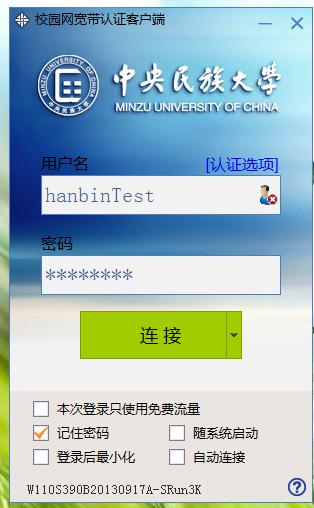 校园网宽带认证客户端
中央民族大学
MINZU UNIVERSITY OF CHINA
用户名
[认证选项]
hanbinTest
密码
********
连 接
本次登录只使用免费流量
记住密码
随系统启动
登录后最小化
自动连接
W110S390B20130917A-SRun3K